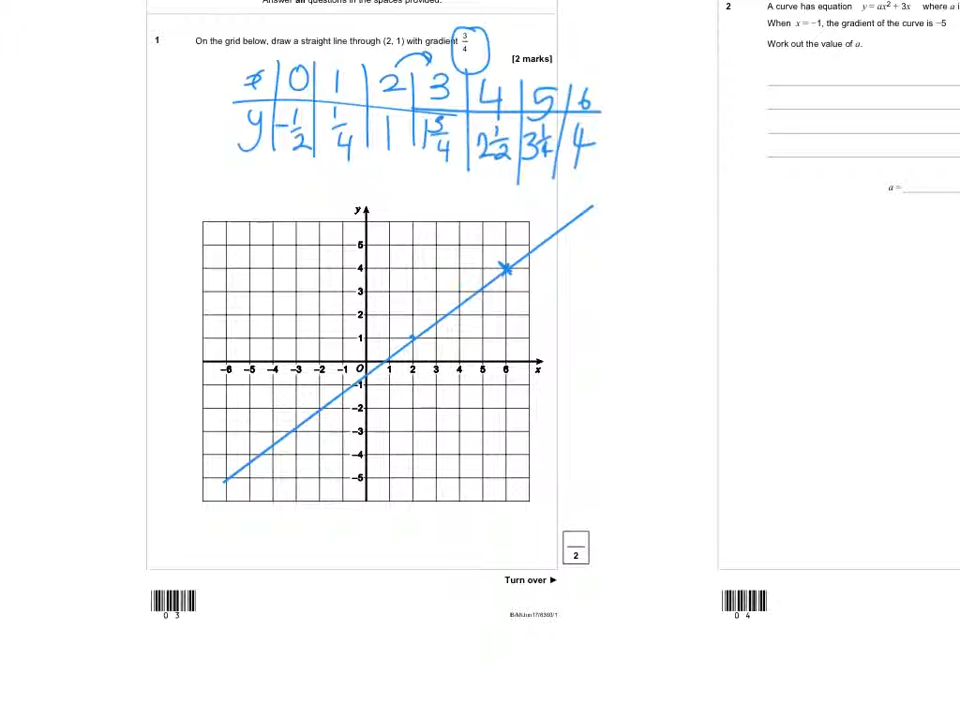 Answer all questions in the spaces provided.
1 On the grid below, draw a straight line through (2, 1) with gradient 3/4
[2 marks]
x 0 1 2 3 4 5 6
y -1/2 1/4 1 1 3/4 2 1/2 3 1/4 4
y
5
4
3
2
1
-6 -5 -4 -3 -2 -1 O 1 2 3 4 5 6 x
-1
-2
-3
-4
-5
2
Turn over ►
0 3
IB/M/Jun17/8360/1
2 A curve has equation y = ax² + 3x where a i
When x = −1, the gradient of the curve is −5
Work out the value of a.
a =
0 4